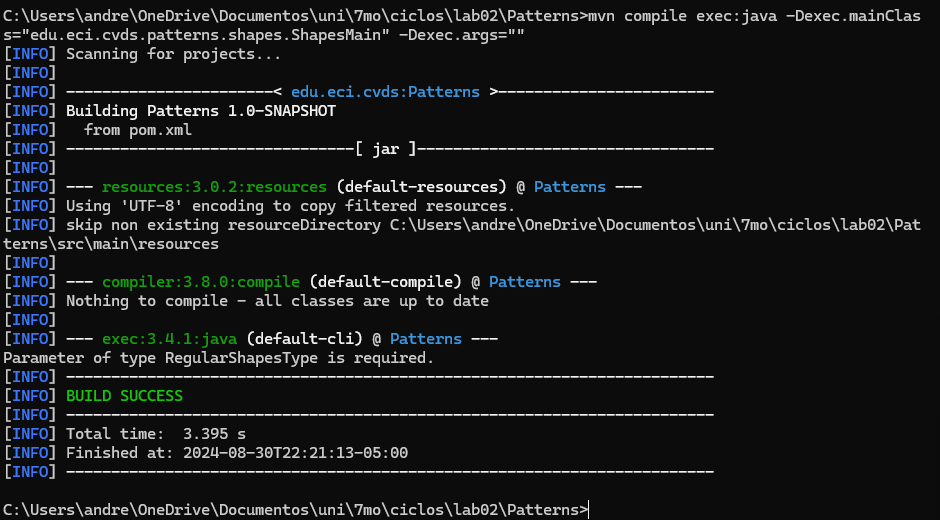 C:\Users\andre\OneDrive\Documentos\uni\7mo\ciclos\lab02\Patterns>mvn compile exec:java -Dexec.mainClas
s="edu.eci.cvds.patterns.shapes.ShapesMain" -Dexec.args=""
[INFO] Scanning for projects...
[INFO]
[INFO] -----------------------< edu.eci.cvds:Patterns >------------------------
[INFO] Building Patterns 1.0-SNAPSHOT
[INFO]   from pom.xml
[INFO] --------------------------------[ jar ]---------------------------------
[INFO]
[INFO] --- resources:3.0.2:resources (default-resources) @ Patterns ---
[INFO] Using 'UTF-8' encoding to copy filtered resources.
[INFO] skip non existing resourceDirectory C:\Users\andre\OneDrive\Documentos\uni\7mo\ciclos\lab02\Pat
terns\src\main\resources
[INFO]
[INFO] --- compiler:3.8.0:compile (default-compile) @ Patterns ---
[INFO] Nothing to compile - all classes are up to date
[INFO]
[INFO] --- exec:3.4.1:java (default-cli) @ Patterns ---
Parameter of type RegularShapesType is required.
[INFO] ------------------------------------------------------------------------
[INFO] BUILD SUCCESS
[INFO] ------------------------------------------------------------------------
[INFO] Total time:  3.395 s
[INFO] Finished at: 2024-08-30T22:21:13-05:00
[INFO] ------------------------------------------------------------------------
C:\Users\andre\OneDrive\Documentos\uni\7mo\ciclos\lab02\Patterns>